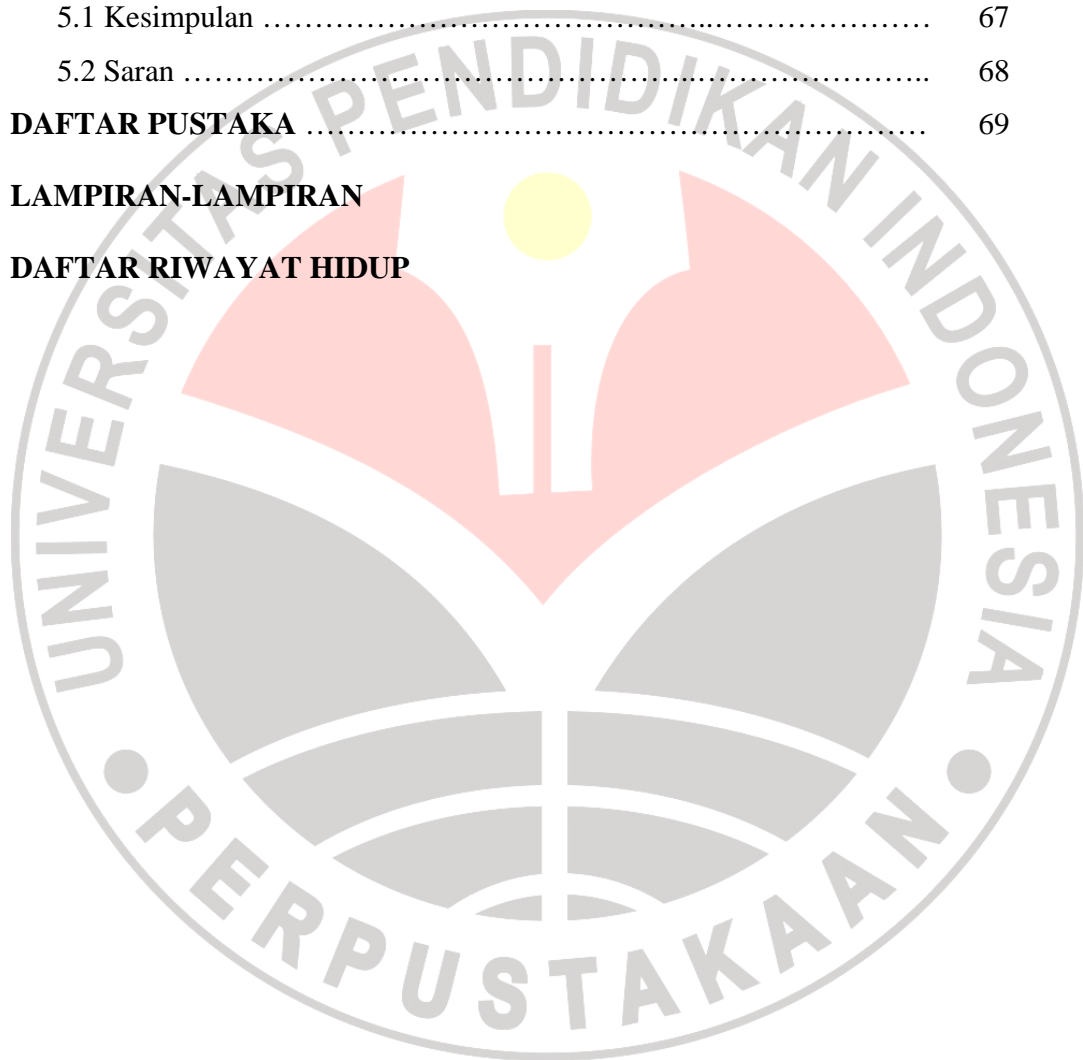 5.1 Kesimpulan ……………………………………...………………… 67
5.2 Saran ……………………………………………………………….. 68
DAFTAR PUSTAKA ……………………………………………………… 69
LAMPIRAN-LAMPIRAN
DAFTAR RIWAYAT HIDUP
UNIVERSITAS PENDIDIKAN INDONESIA
PERPUSTAKAAN